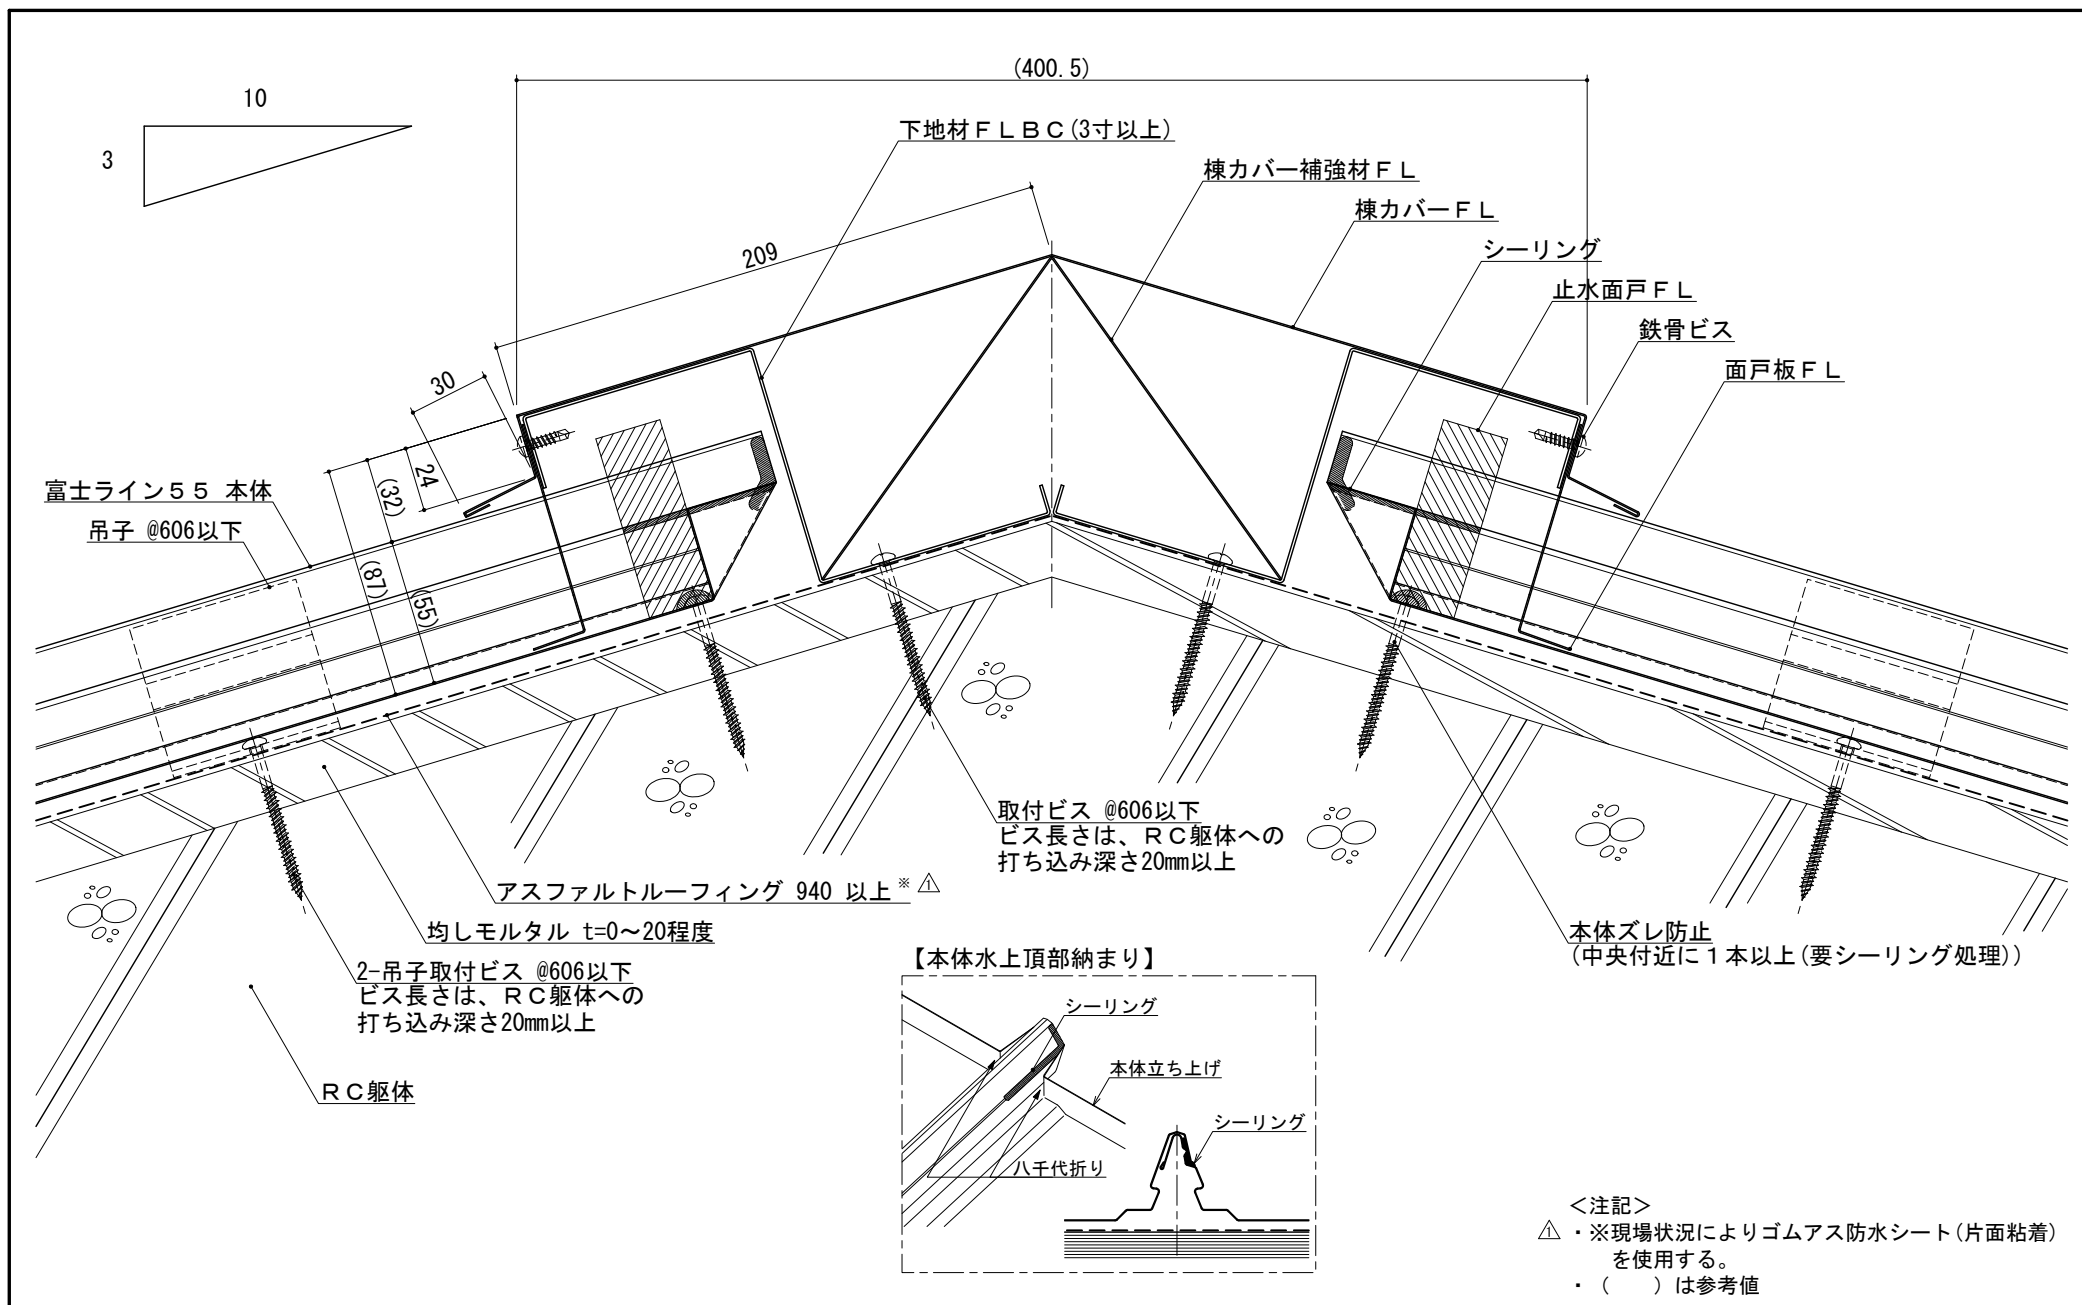 (400.5)
10
3
下地材ＦＬＢＣ(3寸以上)
棟カバー補強材ＦＬ
棟カバーＦＬ
シーリング
止水面戸ＦＬ
鉄骨ビス
面戸板ＦＬ
209
30
24
(32)
(87)
(55)
富士ライン５５ 本体
吊子 @606以下
取付ビス @606以下
ビス長さは、ＲＣ躯体への
打ち込み深さ20mm以上
アスファルトルーフィング 940 以上※ △1
均しモルタル t=0～20程度
2-吊子取付ビス @606以下
ビス長さは、ＲＣ躯体への
打ち込み深さ20mm以上
ＲＣ躯体
本体ズレ防止
(中央付近に１本以上(要シーリング処理))
【本体水上頂部納まり】
シーリング
本体立ち上げ
シーリング
八千代折り
＜注記＞
△1 ・※現場状況によりゴムアス防水シート(片面粘着)
を使用する。
・（　　）は参考値